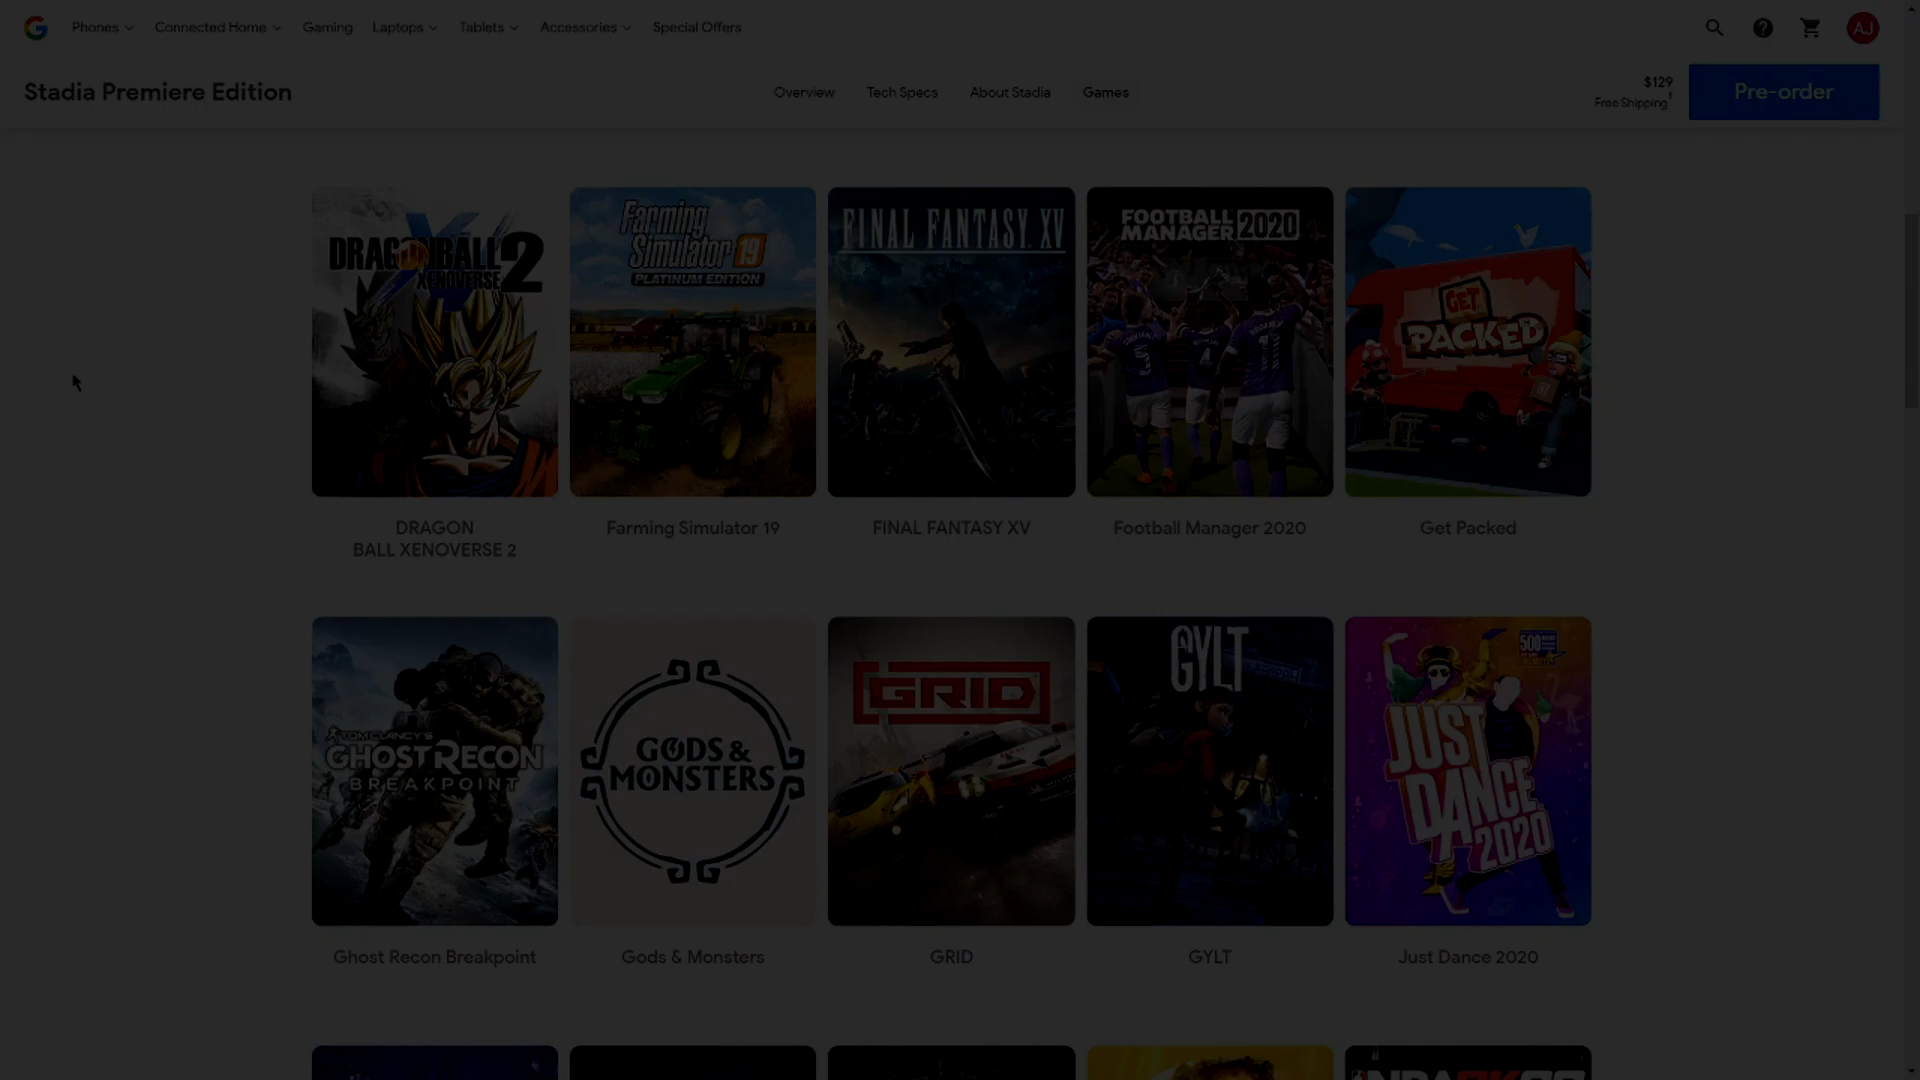 Phones
Connected Home
Gaming
Laptops
Tablets
Accessories
Special Offers
AJ
Stadia Premiere Edition
Overview
Tech Specs
About Stadia
Games
$129
Free Shipping†
Pre-order
DRAGONBALL
XENOVERSE 2
Farming
Simulator 19
PLATINUM EDITION
FINAL FANTASY XV
FOOTBALL
MANAGER 2020
GET
PACKED
DRAGON
BALL XENOVERSE 2
Farming Simulator 19
FINAL FANTASY XV
Football Manager 2020
Get Packed
TOM CLANCY'S
GHOST RECON
BREAKPOINT
GODS &
MONSTERS
GRID
GYLT
500
JUST
DANCE
2020
Ghost Recon Breakpoint
Gods & Monsters
GRID
GYLT
Just Dance 2020